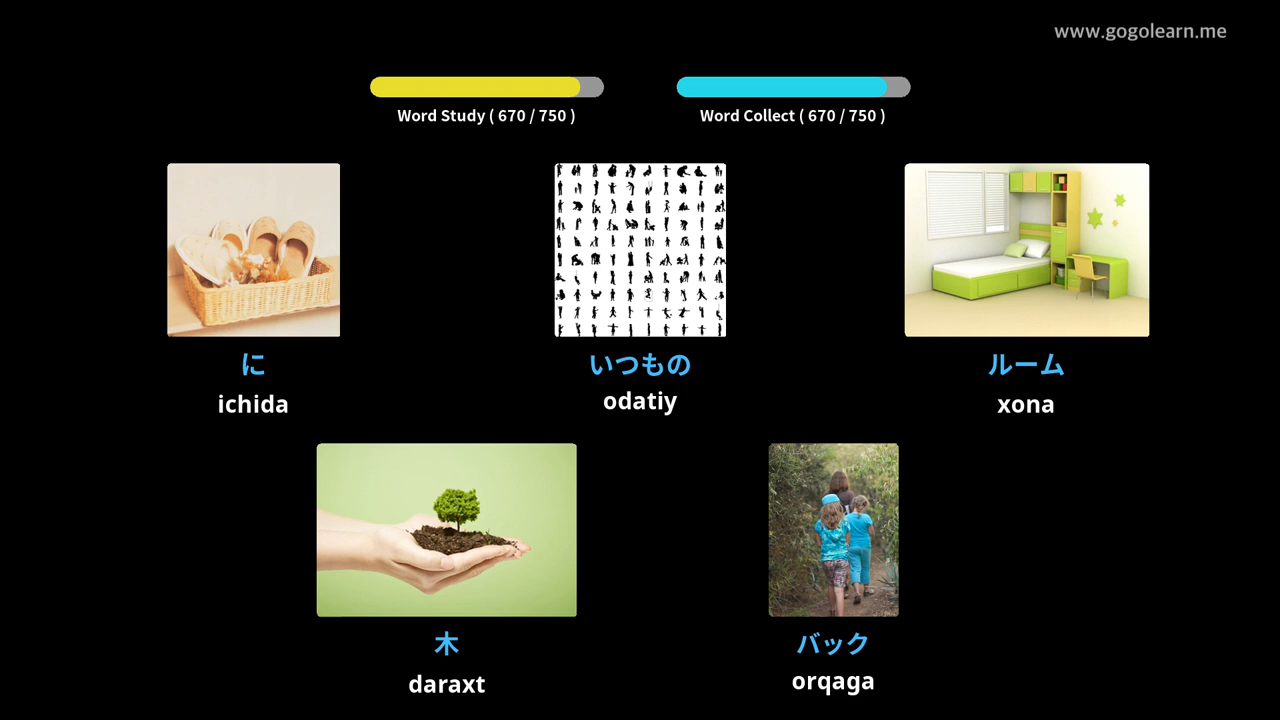 www.gogolearn.me
Word Study ( 670 / 750 )
Word Collect ( 670 / 750 )
に
いつもの
ルーム
ichida
odatiy
xona
木
バック
daraxt
orqaga